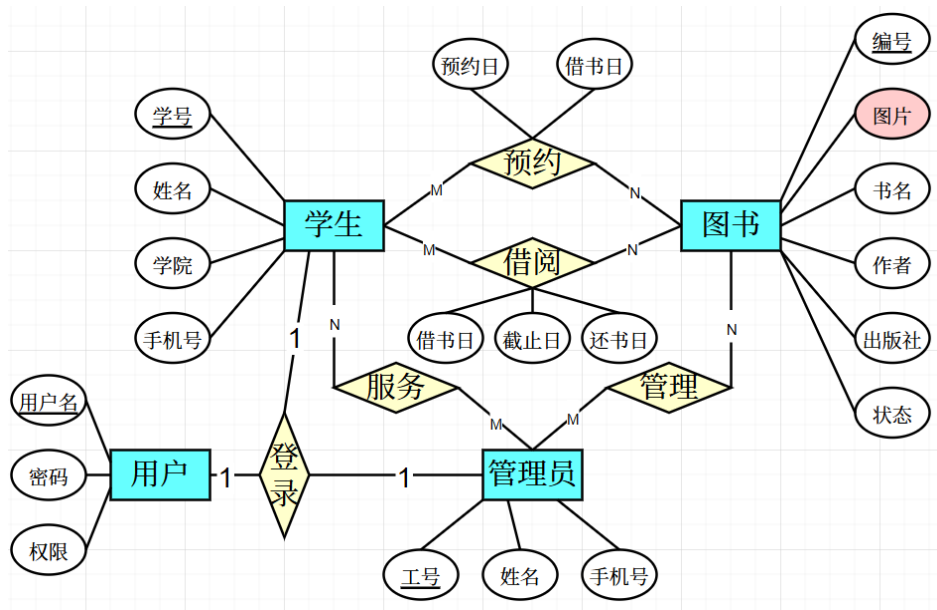 编号
预约日
借书日
学号
图片
预约
姓名
M
N
书名
学生
图书
M
N
学院
借阅
作者
手机号
1
N
借书日
截止日
还书日
N
出版社
服务
管理
用户名
M
M
状态
登
录
用户
1
1
管理员
密码
权限
工号
姓名
手机号